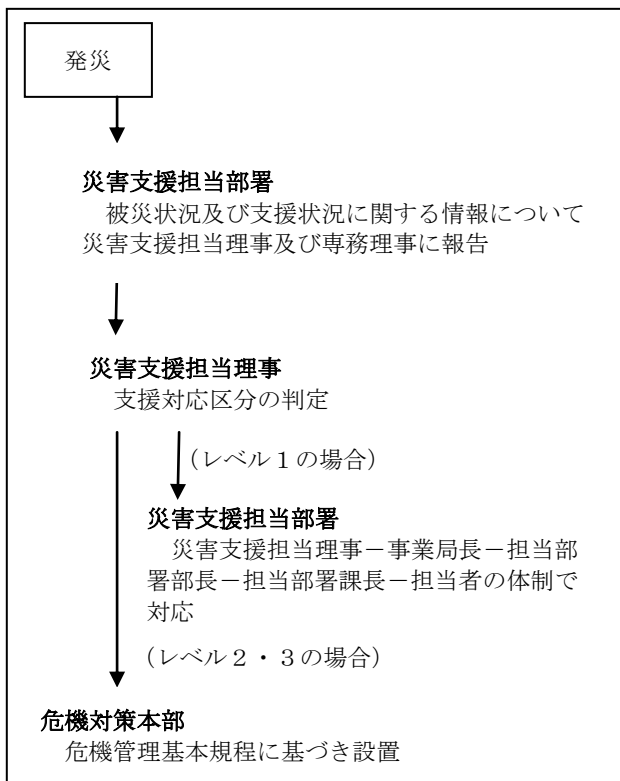 発災
災害支援担当部署
被災状況及び支援状況に関する情報について
災害支援担当理事及び専務理事に報告
災害支援担当理事
支援対応区分の判定
(レベル１の場合)
災害支援担当部署
災害支援担当理事－事業局長－担当部
署部長－担当部署課長－担当者の体制で
対応
(レベル２・３の場合)
危機対策本部
危機管理基本規程に基づき設置